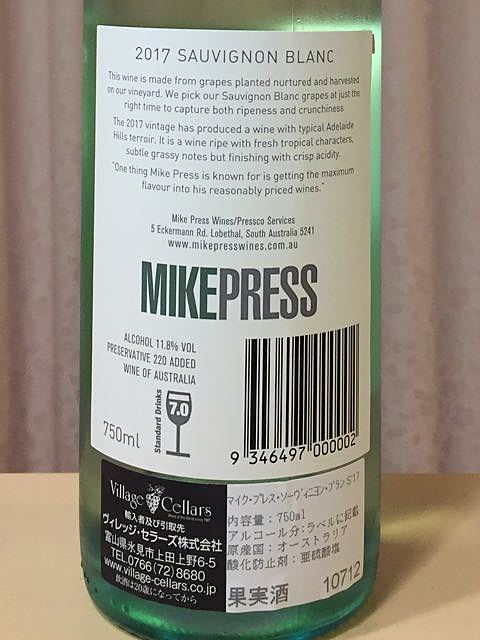 2017 SAUVIGNON BLANC
This wine is made from grapes planted nurtured and harvested
on our vineyard. We pick our Sauvignon Blanc grapes at just the
right time to capture both ripeness and crunchiness
The 2017 vintage has produced a wine with typical Adelaide
Hills terroir. It is a wine ripe with fresh tropical characters,
subtle grassy notes but finishing with crisp acidity.
"One thing Mike Press is known for is getting the maximum
flavour into his reasonably priced wines."
Mike Press Wines/Pressco Services
5 Eckermann Rd. Lobethal, South Australia 5241
www.mikepresswines.com.au
MIKEPRESS
ALCOHOL 11.8% VOL
PRESERVATIVE 220 ADDED
WINE OF AUSTRALIA
750ml
Standard Drinks
7.0
9 346497 000002
Village Cellars
輸入者及び引取先
ヴィレッジ・セラーズ株式会社
富山県氷見市上田上野6-5
TEL.0766(72)8680
www.village-cellars.co.jp
飲酒は20歳になってから
マイク・プレス・ソーヴィニヨン・ブラン S'17
内容量:750ml
アルコール分:ラベルに記載
原産国:オーストラリア
酸化防止剤:亜硫酸塩
果実酒
10712